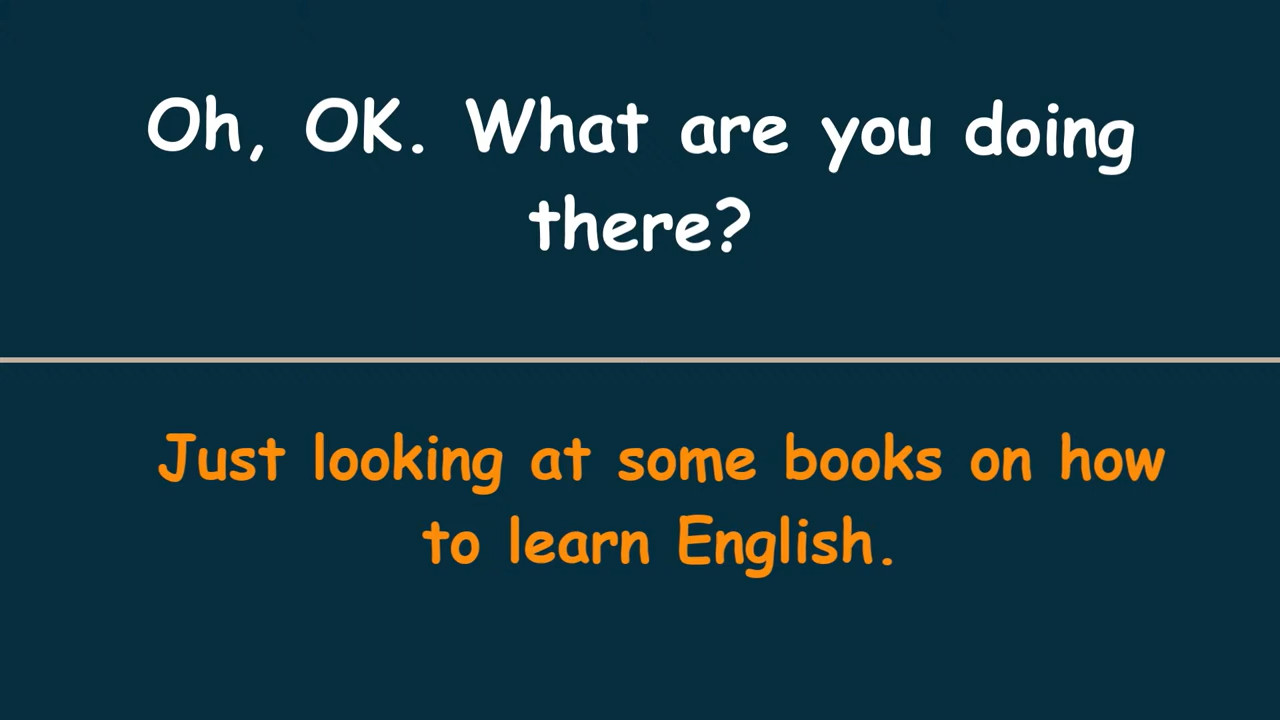 Oh, OK. What are you doing
there?
Just looking at some books on how
to learn English.